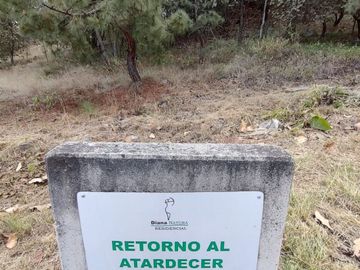 Diana NATURA
RESIDENCIAL
RETORNO AL
ATARDECER